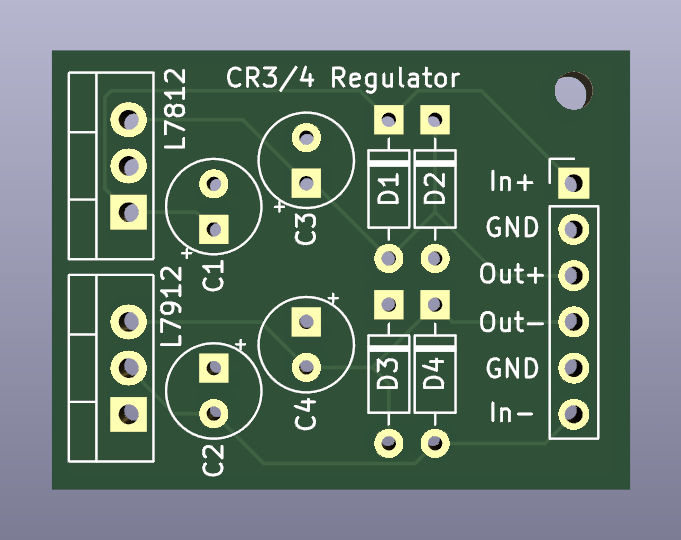 CR3/4 Regulator
L7812
C1
+
C3
+
D1
D2
In+
GND
Out+
Out-
GND
In-
L7912
C2
+
C4
+
D3
D4